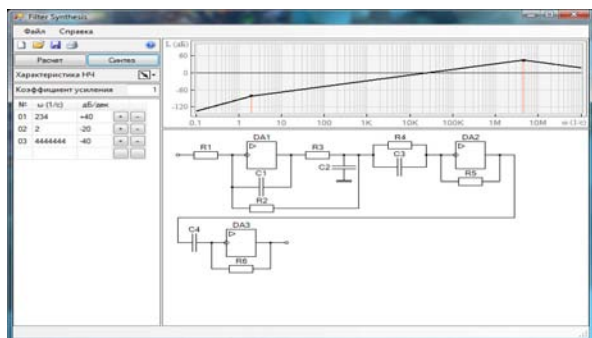 Filter Synthesis
Файл Справка
Расчет Синтез
Характеристика НЧ
Коэффициент усиления 1
№ ω (1/с) дБ/дек
01 234 +40
02 2 -20
03 4444444 -40
L (дБ)
60
0
-60
-120
0.1 1 10 100 1K 10K 100K 1M 10M w (1/с)
R1 DA1 R3 R4 DA2
C2 C3
C1 R5
R2
C4 DA3
R6